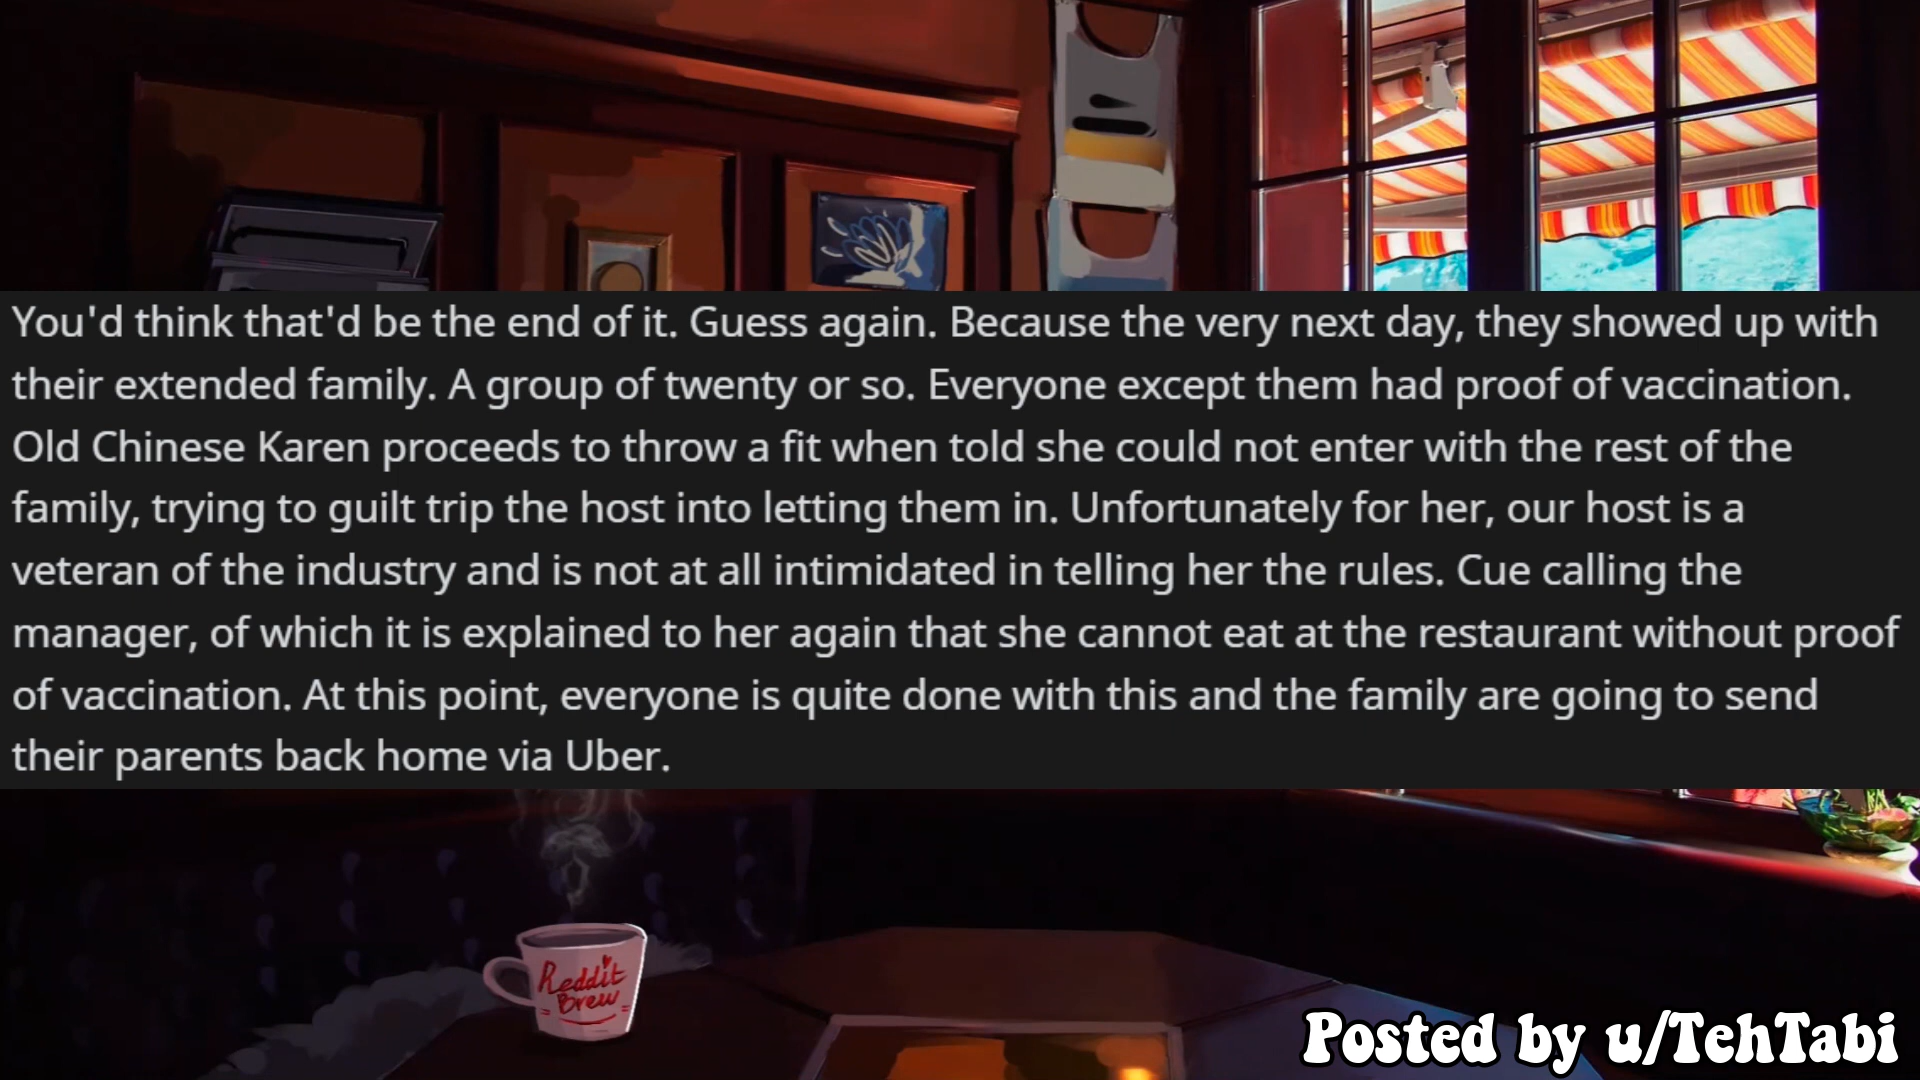 You'd think that'd be the end of it. Guess again. Because the very next day, they showed up with
their extended family. A group of twenty or so. Everyone except them had proof of vaccination.
Old Chinese Karen proceeds to throw a fit when told she could not enter with the rest of the
family, trying to guilt trip the host into letting them in. Unfortunately for her, our host is a
veteran of the industry and is not at all intimidated in telling her the rules. Cue calling the
manager, of which it is explained to her again that she cannot eat at the restaurant without proof
of vaccination. At this point, everyone is quite done with this and the family are going to send
their parents back home via Uber.
Reddit
Brew
Posted by u/TehTabi